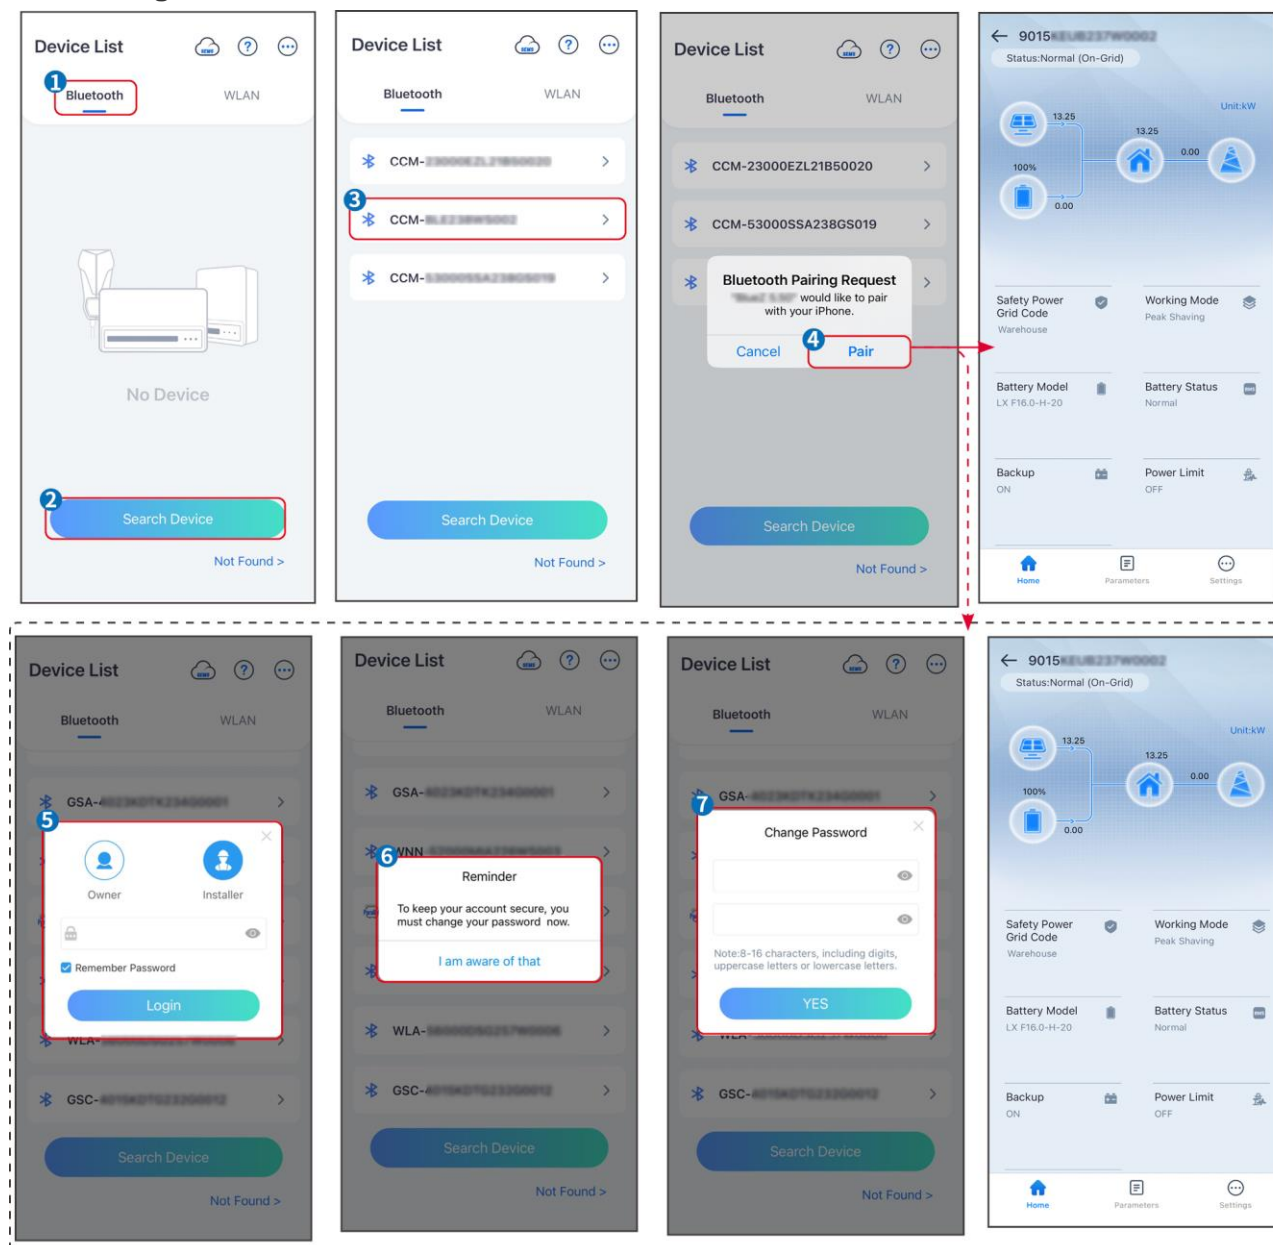 Device List
1
Bluetooth
WLAN
No Device
2
Search Device
Not Found >
Device List
Bluetooth
WLAN
CCM-
3
CCM-
CCM-
Search Device
Not Found >
Device List
Bluetooth
WLAN
CCM-23000EZL21B50020
CCM-53000SSA238GS019
Bluetooth Pairing Request
would like to pair
with your iPhone.
Cancel
4
Pair
Search Device
Not Found >
9015
Status:Normal (On-Grid)
Unit:kW
13.25
13.25
0.00
100%
0.00
Safety Power
Grid Code
Warehouse
Working Mode
Peak Shaving
Battery Model
LX F16.0-H-20
Battery Status
Normal
Backup
ON
Power Limit
OFF
Home
Parameters
Settings
Device List
Bluetooth
WLAN
GSA-
5
Owner
Installer
Remember Password
Login
WLA-
GSC-
Search Device
Not Found >
Device List
Bluetooth
WLAN
GSA-
WNN
6
Reminder
To keep your account secure, you
must change your password now.
I am aware of that
WLA-
GSC-
Search Device
Not Found >
Device List
Bluetooth
WLAN
GSA-
7
Change Password
Note:8-16 characters, including digits,
uppercase letters or lowercase letters.
YES
WLA-
GSC-
Search Device
Not Found >
9015
Status:Normal (On-Grid)
Unit:kW
13.25
13.25
0.00
100%
0.00
Safety Power
Grid Code
Warehouse
Working Mode
Peak Shaving
Battery Model
LX F16.0-H-20
Battery Status
Normal
Backup
ON
Power Limit
OFF
Home
Parameters
Settings